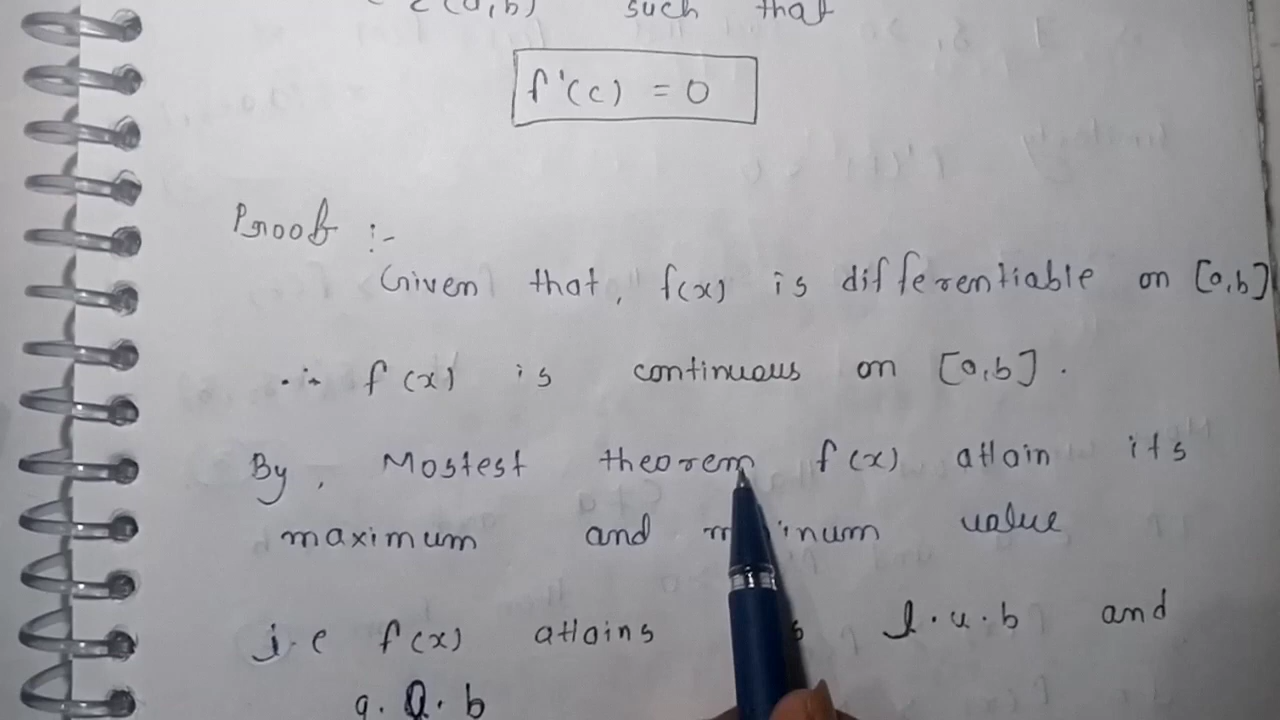 c (a,b) such that
f'(c) = 0
Proof :-
Given that, f(x) is differentiable on [a,b]
∴ f(x) is continuous on [a,b].
By, Mostest theorem f(x) attain its
maximum and value
i.e f(x) attains l.u.b and
g.l.b